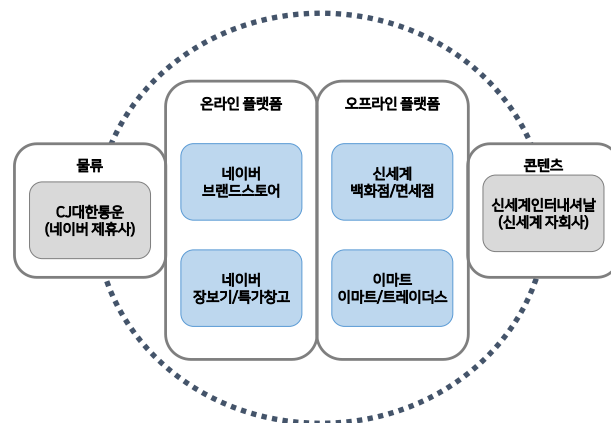 온라인 플랫폼
오프라인 플랫폼
물류
콘텐츠
네이버
브랜드스토어
신세계
백화점/면세점
CJ대한통운
(네이버 제휴사)
신세계인터내셔날
(신세계 자회사)
네이버
장보기/특가창고
이마트
이마트/트레이더스